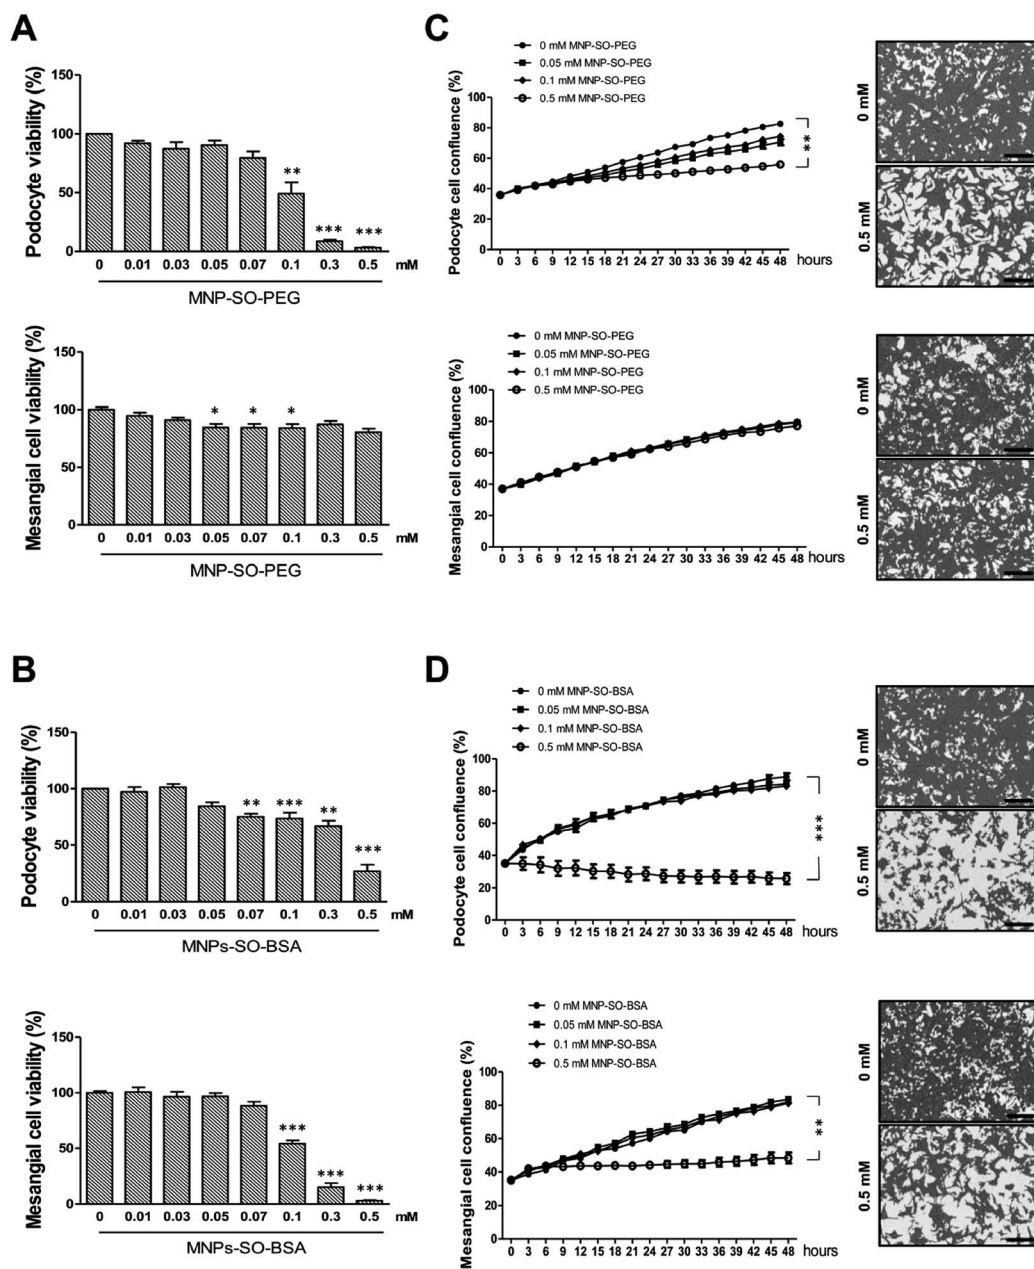 A
Podocyte viability (%)
150
100
50
0
** *** ***
0 0.01 0.03 0.05 0.07 0.1 0.3 0.5 mM
MNP-SO-PEG
Mesangial cell viability (%)
150
100
50
0
* * *
0 0.01 0.03 0.05 0.07 0.1 0.3 0.5 mM
MNP-SO-PEG
C
0 mM MNP-SO-PEG
0.05 mM MNP-SO-PEG
0.1 mM MNP-SO-PEG
0.5 mM MNP-SO-PEG
Podocyte cell confluence (%)
100
80
60
40
20
0
**
0 3 6 9 12 15 18 21 24 27 30 33 36 39 42 45 48 hours
0 mM
0.5 mM
0 mM MNP-SO-PEG
0.05 mM MNP-SO-PEG
0.1 mM MNP-SO-PEG
0.5 mM MNP-SO-PEG
Mesangial cell confluence (%)
100
80
60
40
20
0
0 3 6 9 12 15 18 21 24 27 30 33 36 39 42 45 48 hours
0 mM
0.5 mM
B
Podocyte viability (%)
150
100
50
0
** *** ** ***
0 0.01 0.03 0.05 0.07 0.1 0.3 0.5 mM
MNPs-SO-BSA
Mesangial cell viability (%)
150
100
50
0
*** *** ***
0 0.01 0.03 0.05 0.07 0.1 0.3 0.5 mM
MNPs-SO-BSA
D
0 mM MNP-SO-BSA
0.05 mM MNP-SO-BSA
0.1 mM MNP-SO-BSA
0.5 mM MNP-SO-BSA
Podocyte cell confluence (%)
100
80
60
40
20
0
***
0 3 6 9 12 15 18 21 24 27 30 33 36 39 42 45 48 hours
0 mM
0.5 mM
0 mM MNP-SO-BSA
0.05 mM MNP-SO-BSA
0.1 mM MNP-SO-BSA
0.5 mM MNP-SO-BSA
Mesangial cell confluence (%)
100
80
60
40
20
0
**
0 3 6 9 12 15 18 21 24 27 30 33 36 39 42 45 48 hours
0 mM
0.5 mM